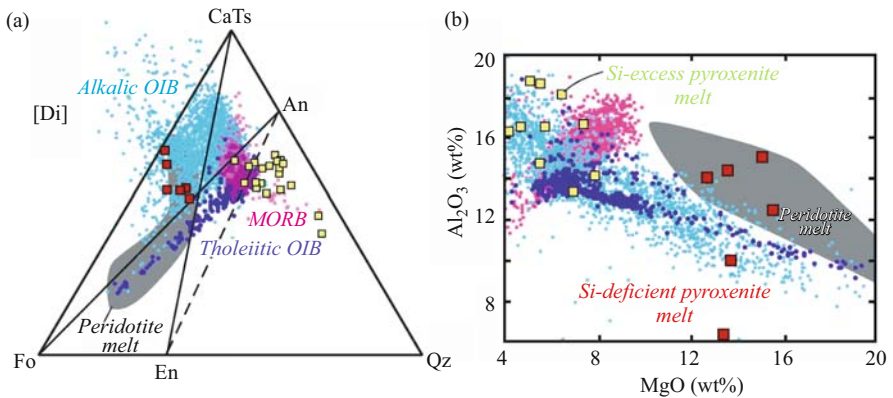 (a)
CaTs
Alkalic OIB
An
[Di]
MORB
Tholeiitic OIB
Peridotite
melt
Fo
En
Qz
(b)
20
16
12
8
Al2O3 (wt%)
Si-excess pyroxenite
melt
Peridotite
melt
Si-deficient pyroxenite
melt
4
8
12
16
20
MgO (wt%)